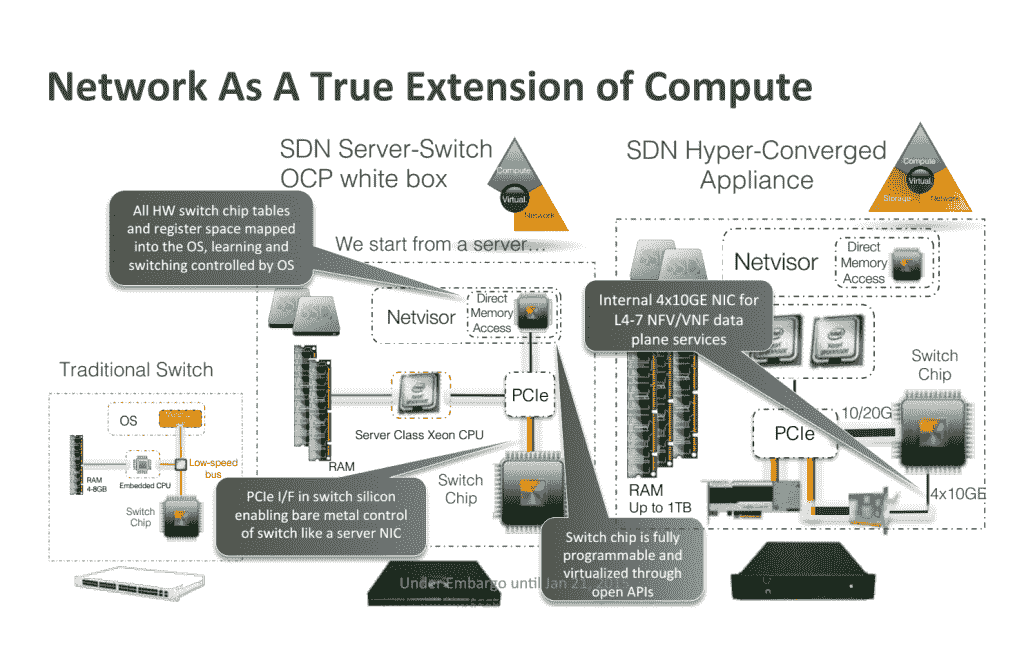 Network As A True Extension of Compute
SDN Server-Switch
OCP white box
Compute
Virtual.
Network
SDN Hyper-Converged
Appliance
Compute
Virtual.
Storage
Network
All HW switch chip tables
and register space mapped
into the OS, learning and
switching controlled by OS
We start from a server...
Netvisor
Direct
Memory
Access
PCIe
Server Class Xeon CPU
RAM
Switch
Chip
Traditional Switch
OS
Low-speed
bus
RAM
4-8GB
Embedded CPU
Switch
Chip
PCIe I/F in switch silicon
enabling bare metal control
of switch like a server NIC
Netvisor
Direct
Memory
Access
Internal 4x10GE NIC for
L4-7 NFV/VNF data
plane services
Switch
Chip
10/20G
PCIe
4x10GE
RAM
Up to 1TB
Switch chip is fully
programmable and
virtualized through
open APIs
Under Embargo until Jan 21,